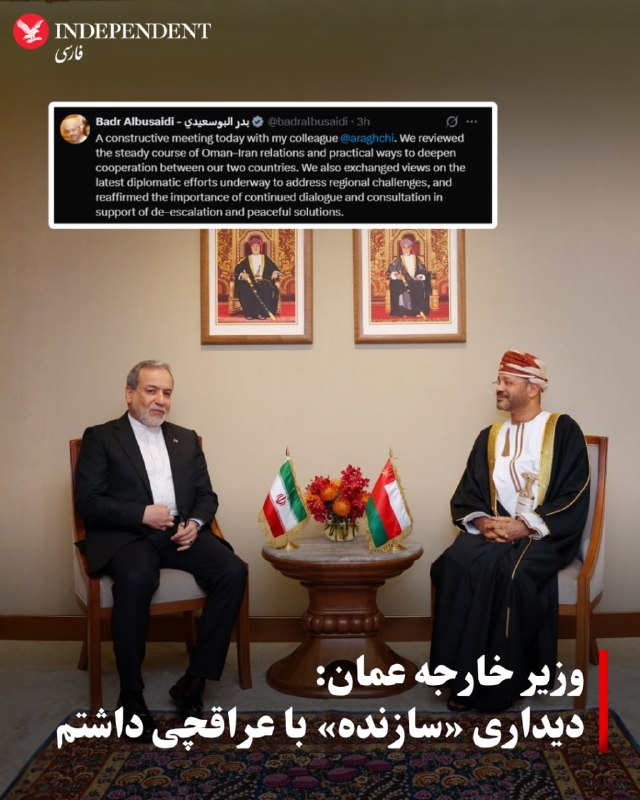 INDEPENDENT
فارسی
Badr Albusaidi - بدر البوسعيدي @badralbusaidi · 3h
A constructive meeting today with my colleague @araghchi. We reviewed
the steady course of Oman–Iran relations and practical ways to deepen
cooperation between our two countries. We also exchanged views on the
latest diplomatic efforts underway to address regional challenges, and
reaffirmed the importance of continued dialogue and consultation in
support of de-escalation and peaceful solutions.
وزیر خارجه عمان:
دیداری «سازنده» با عراقچی داشتم